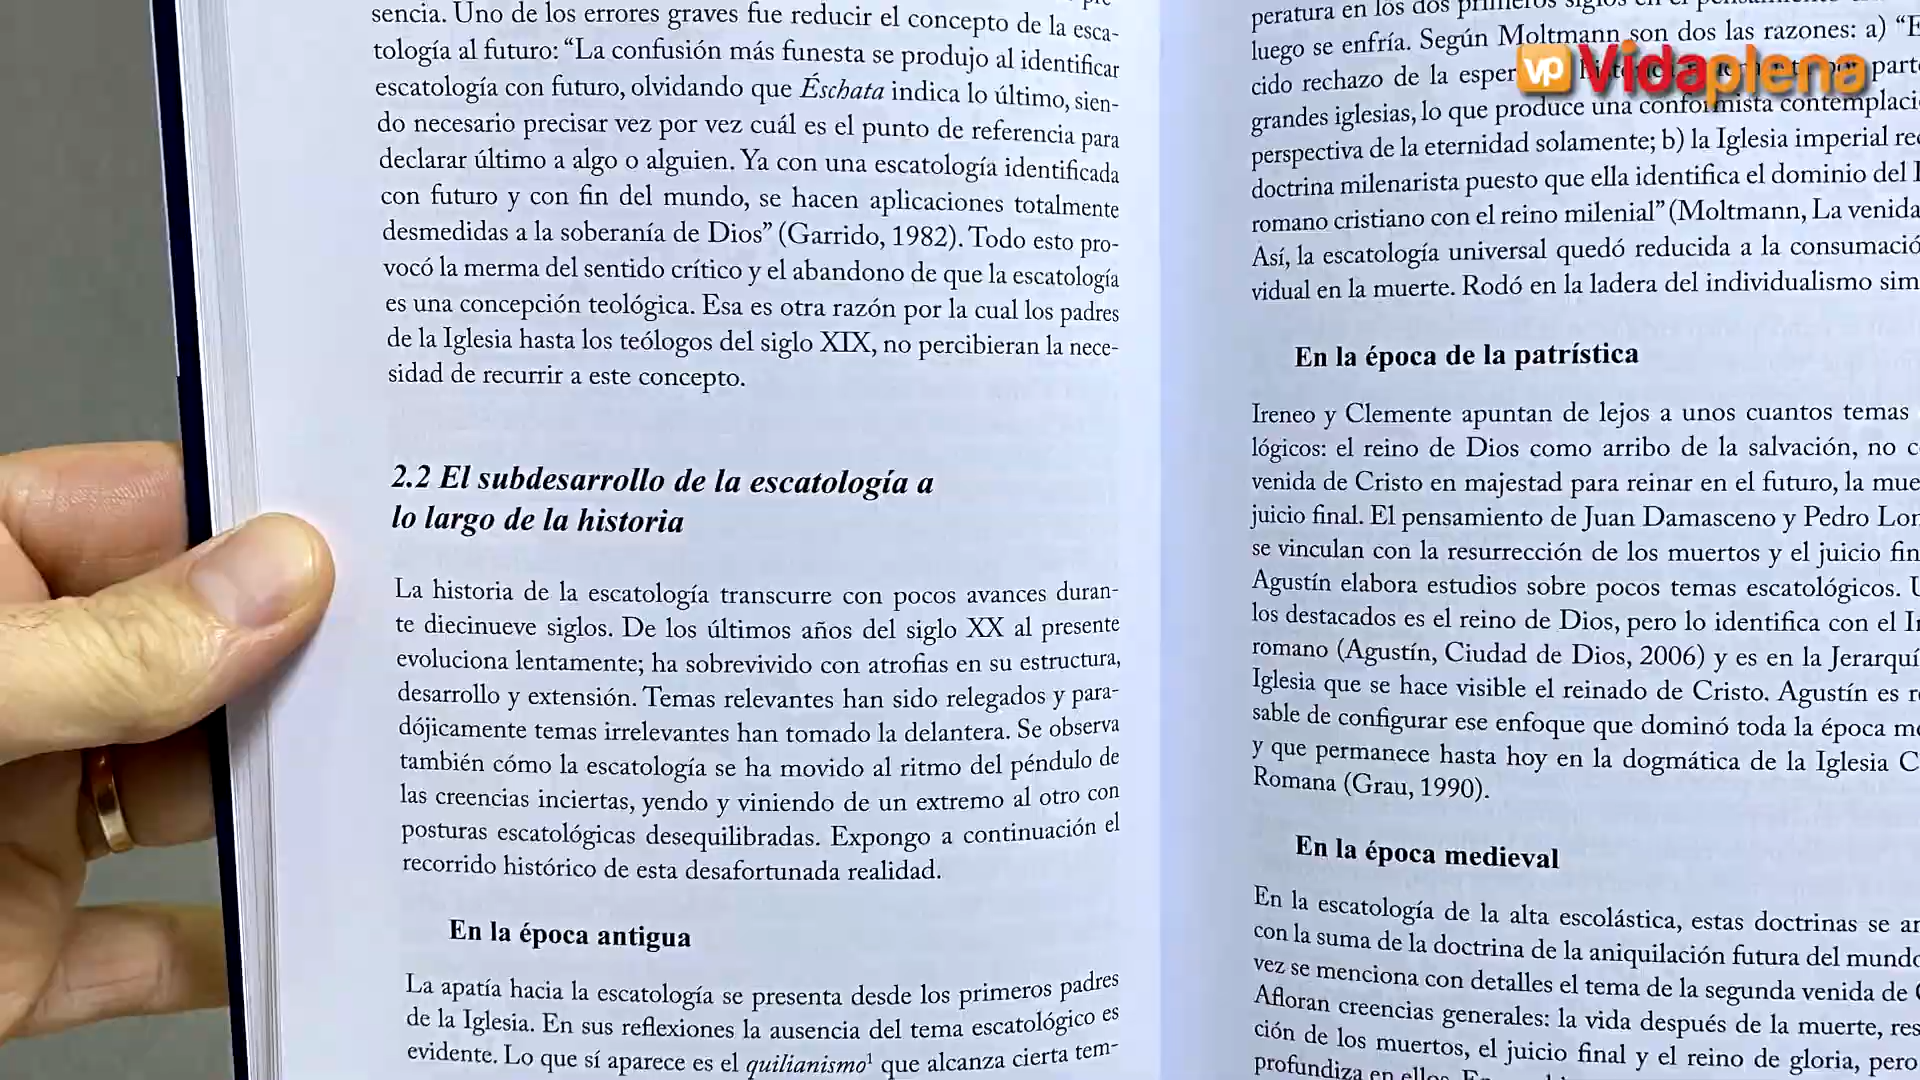 sencia. Uno de los errores graves fue reducir el concepto de la esca-
tología al futuro: “La confusión más funesta se produjo al identificar
escatología con futuro, olvidando que Éschata indica lo último, sien-
do necesario precisar vez por vez cuál es el punto de referencia para
declarar último a algo o alguien. Ya con una escatología identificada
con futuro y con fin del mundo, se hacen aplicaciones totalmente
desmedidas a la soberanía de Dios” (Garrido, 1982). Todo esto pro-
vocó la merma del sentido crítico y el abandono de que la escatología
es una concepción teológica. Esa es otra razón por la cual los padres
de la Iglesia hasta los teólogos del siglo XIX, no percibieran la nece-
sidad de recurrir a este concepto.
2.2 El subdesarrollo de la escatología a
lo largo de la historia
La historia de la escatología transcurre con pocos avances duran-
te diecinueve siglos. De los últimos años del siglo XX al presente
evoluciona lentamente; ha sobrevivido con atrofias en su estructura,
desarrollo y extensión. Temas relevantes han sido relegados y para-
dójicamente temas irrelevantes han tomado la delantera. Se observa
también cómo la escatología se ha movido al ritmo del péndulo de
las creencias inciertas, yendo y viniendo de un extremo al otro con
posturas escatológicas desequilibradas. Expongo a continuación el
recorrido histórico de esta desafortunada realidad.
En la época antigua
La apatía hacia la escatología se presenta desde los primeros padres
de la Iglesia. En sus reflexiones la ausencia del tema escatológico es
evidente. Lo que sí aparece es el quilianismo¹ que alcanza cierta tem-
peratura en los dos primeros siglos en el
luego se enfría. Según Moltmann son dos las razones: a) “E
cido rechazo de la esper por parte
grandes iglesias, lo que produce una conformista contemplaci
perspectiva de la eternidad solamente; b) la Iglesia imperial re
doctrina milenarista puesto que ella identifica el dominio del
romano cristiano con el reino milenial” (Moltmann, La venida
Así, la escatología universal quedó reducida a la consumació
vidual en la muerte. Rodó en la ladera del individualismo sim
En la época de la patrística
Ireneo y Clemente apuntan de lejos a unos cuantos temas
lógicos: el reino de Dios como arribo de la salvación, no c
venida de Cristo en majestad para reinar en el futuro, la mue
juicio final. El pensamiento de Juan Damasceno y Pedro Lo
se vinculan con la resurrección de los muertos y el juicio fin
Agustín elabora estudios sobre pocos temas escatológicos. U
los destacados es el reino de Dios, pero lo identifica con el I
romano (Agustín, Ciudad de Dios, 2006) y es en la Jerarquí
Iglesia que se hace visible el reinado de Cristo. Agustín es r
sable de configurar ese enfoque que dominó toda la época me
y que permanece hasta hoy en la dogmática de la Iglesia C
Romana (Grau, 1990).
En la época medieval
En la escatología de la alta escolástica, estas doctrinas se
con la suma de la doctrina de la aniquilación futura del mundo
vez se menciona con detalles el tema de la segunda venida de
Afloran creencias generales: la vida después de la muerte, res
ción de los muertos, el juicio final y el reino de gloria, pero
profundiza en ellos.
vp Vidaplena